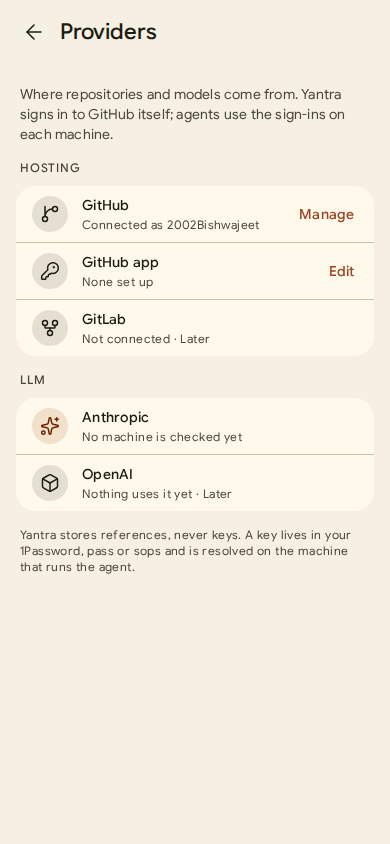 Providers
Where repositories and models come from. Yantra
signs in to GitHub itself; agents use the sign-ins on
each machine.
HOSTING
GitHub
Connected as 2002Bishwajeet
Manage
GitHub app
None set up
Edit
GitLab
Not connected · Later
LLM
Anthropic
No machine is checked yet
OpenAI
Nothing uses it yet · Later
Yantra stores references, never keys. A key lives in your
1Password, pass or sops and is resolved on the machine
that runs the agent.